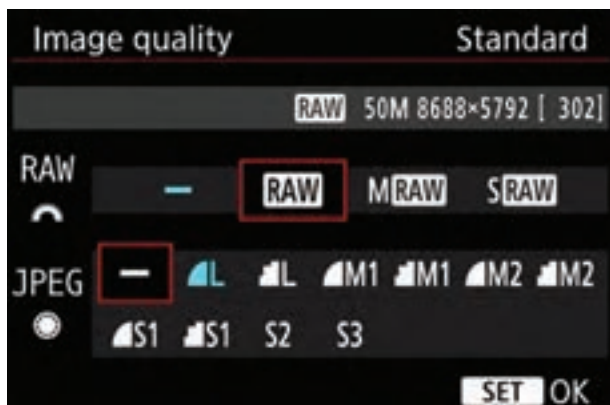 Image quality Standard
RAW 50M 8688×5792 [ 302]
RAW — RAW MRAW SRAW
JPEG — L L M1 M1 M2 M2
S1 S1 S2 S3
SET OK